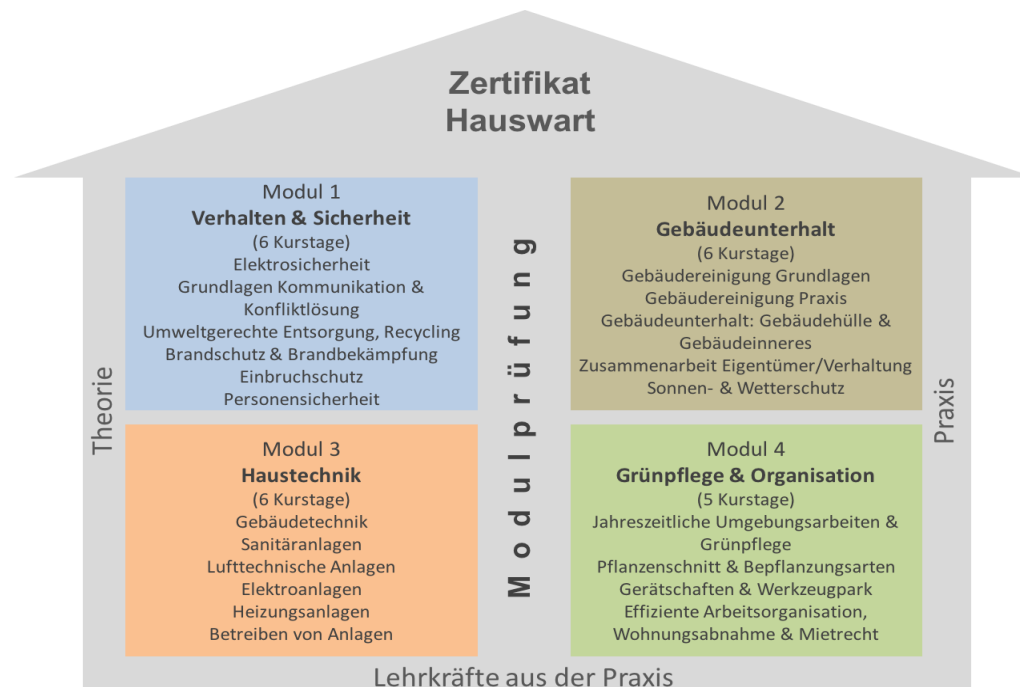 Zertifikat
Hauswart
Modul 1
Verhalten & Sicherheit
(6 Kurstage)
Elektrosicherheit
Grundlagen Kommunikation &
Konfliktlösung
Umweltgerechte Entsorgung, Recycling
Brandschutz & Brandbekämpfung
Einbruchschutz
Personensicherheit
Modul 2
Gebäudeunterhalt
(6 Kurstage)
Gebäudereinigung Grundlagen
Gebäudereinigung Praxis
Gebäudeunterhalt: Gebäudehülle &
Gebäudeinneres
Zusammenarbeit Eigentümer/Verhaltung
Sonnen- & Wetterschutz
Theorie
Modulprüfung
Praxis
Modul 3
Haustechnik
(6 Kurstage)
Gebäudetechnik
Sanitäranlagen
Lufttechnische Anlagen
Elektroanlagen
Heizungsanlagen
Betreiben von Anlagen
Modul 4
Grünpflege & Organisation
(5 Kurstage)
Jahreszeitliche Umgebungsarbeiten &
Grünpflege
Pflanzenschnitt & Bepflanzungsarten
Gerätschaften & Werkzeugpark
Effiziente Arbeitsorganisation,
Wohnungsabnahme & Mietrecht
Lehrkräfte aus der Praxis